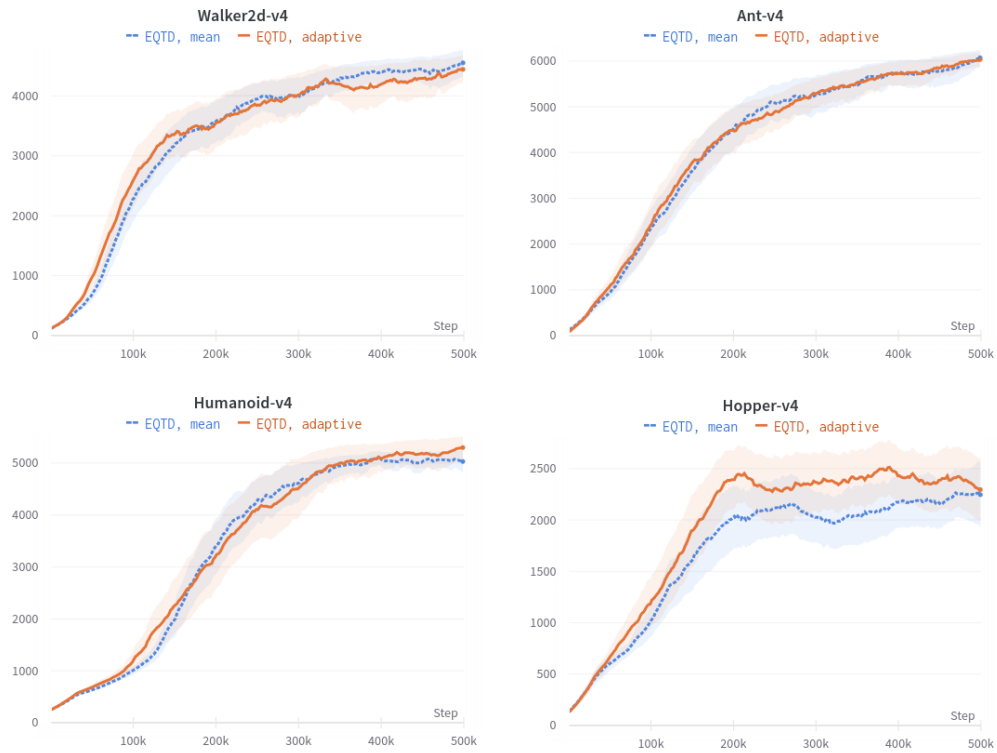 Walker2d-v4
EQTD, mean EQTD, adaptive
4000
3000
2000
1000
0
Step
100k 200k 300k 400k 500k
Ant-v4
EQTD, mean EQTD, adaptive
6000
5000
4000
3000
2000
1000
0
Step
100k 200k 300k 400k 500k
Humanoid-v4
EQTD, mean EQTD, adaptive
5000
4000
3000
2000
1000
0
Step
100k 200k 300k 400k 500k
Hopper-v4
EQTD, mean EQTD, adaptive
2500
2000
1500
1000
500
0
Step
100k 200k 300k 400k 500k